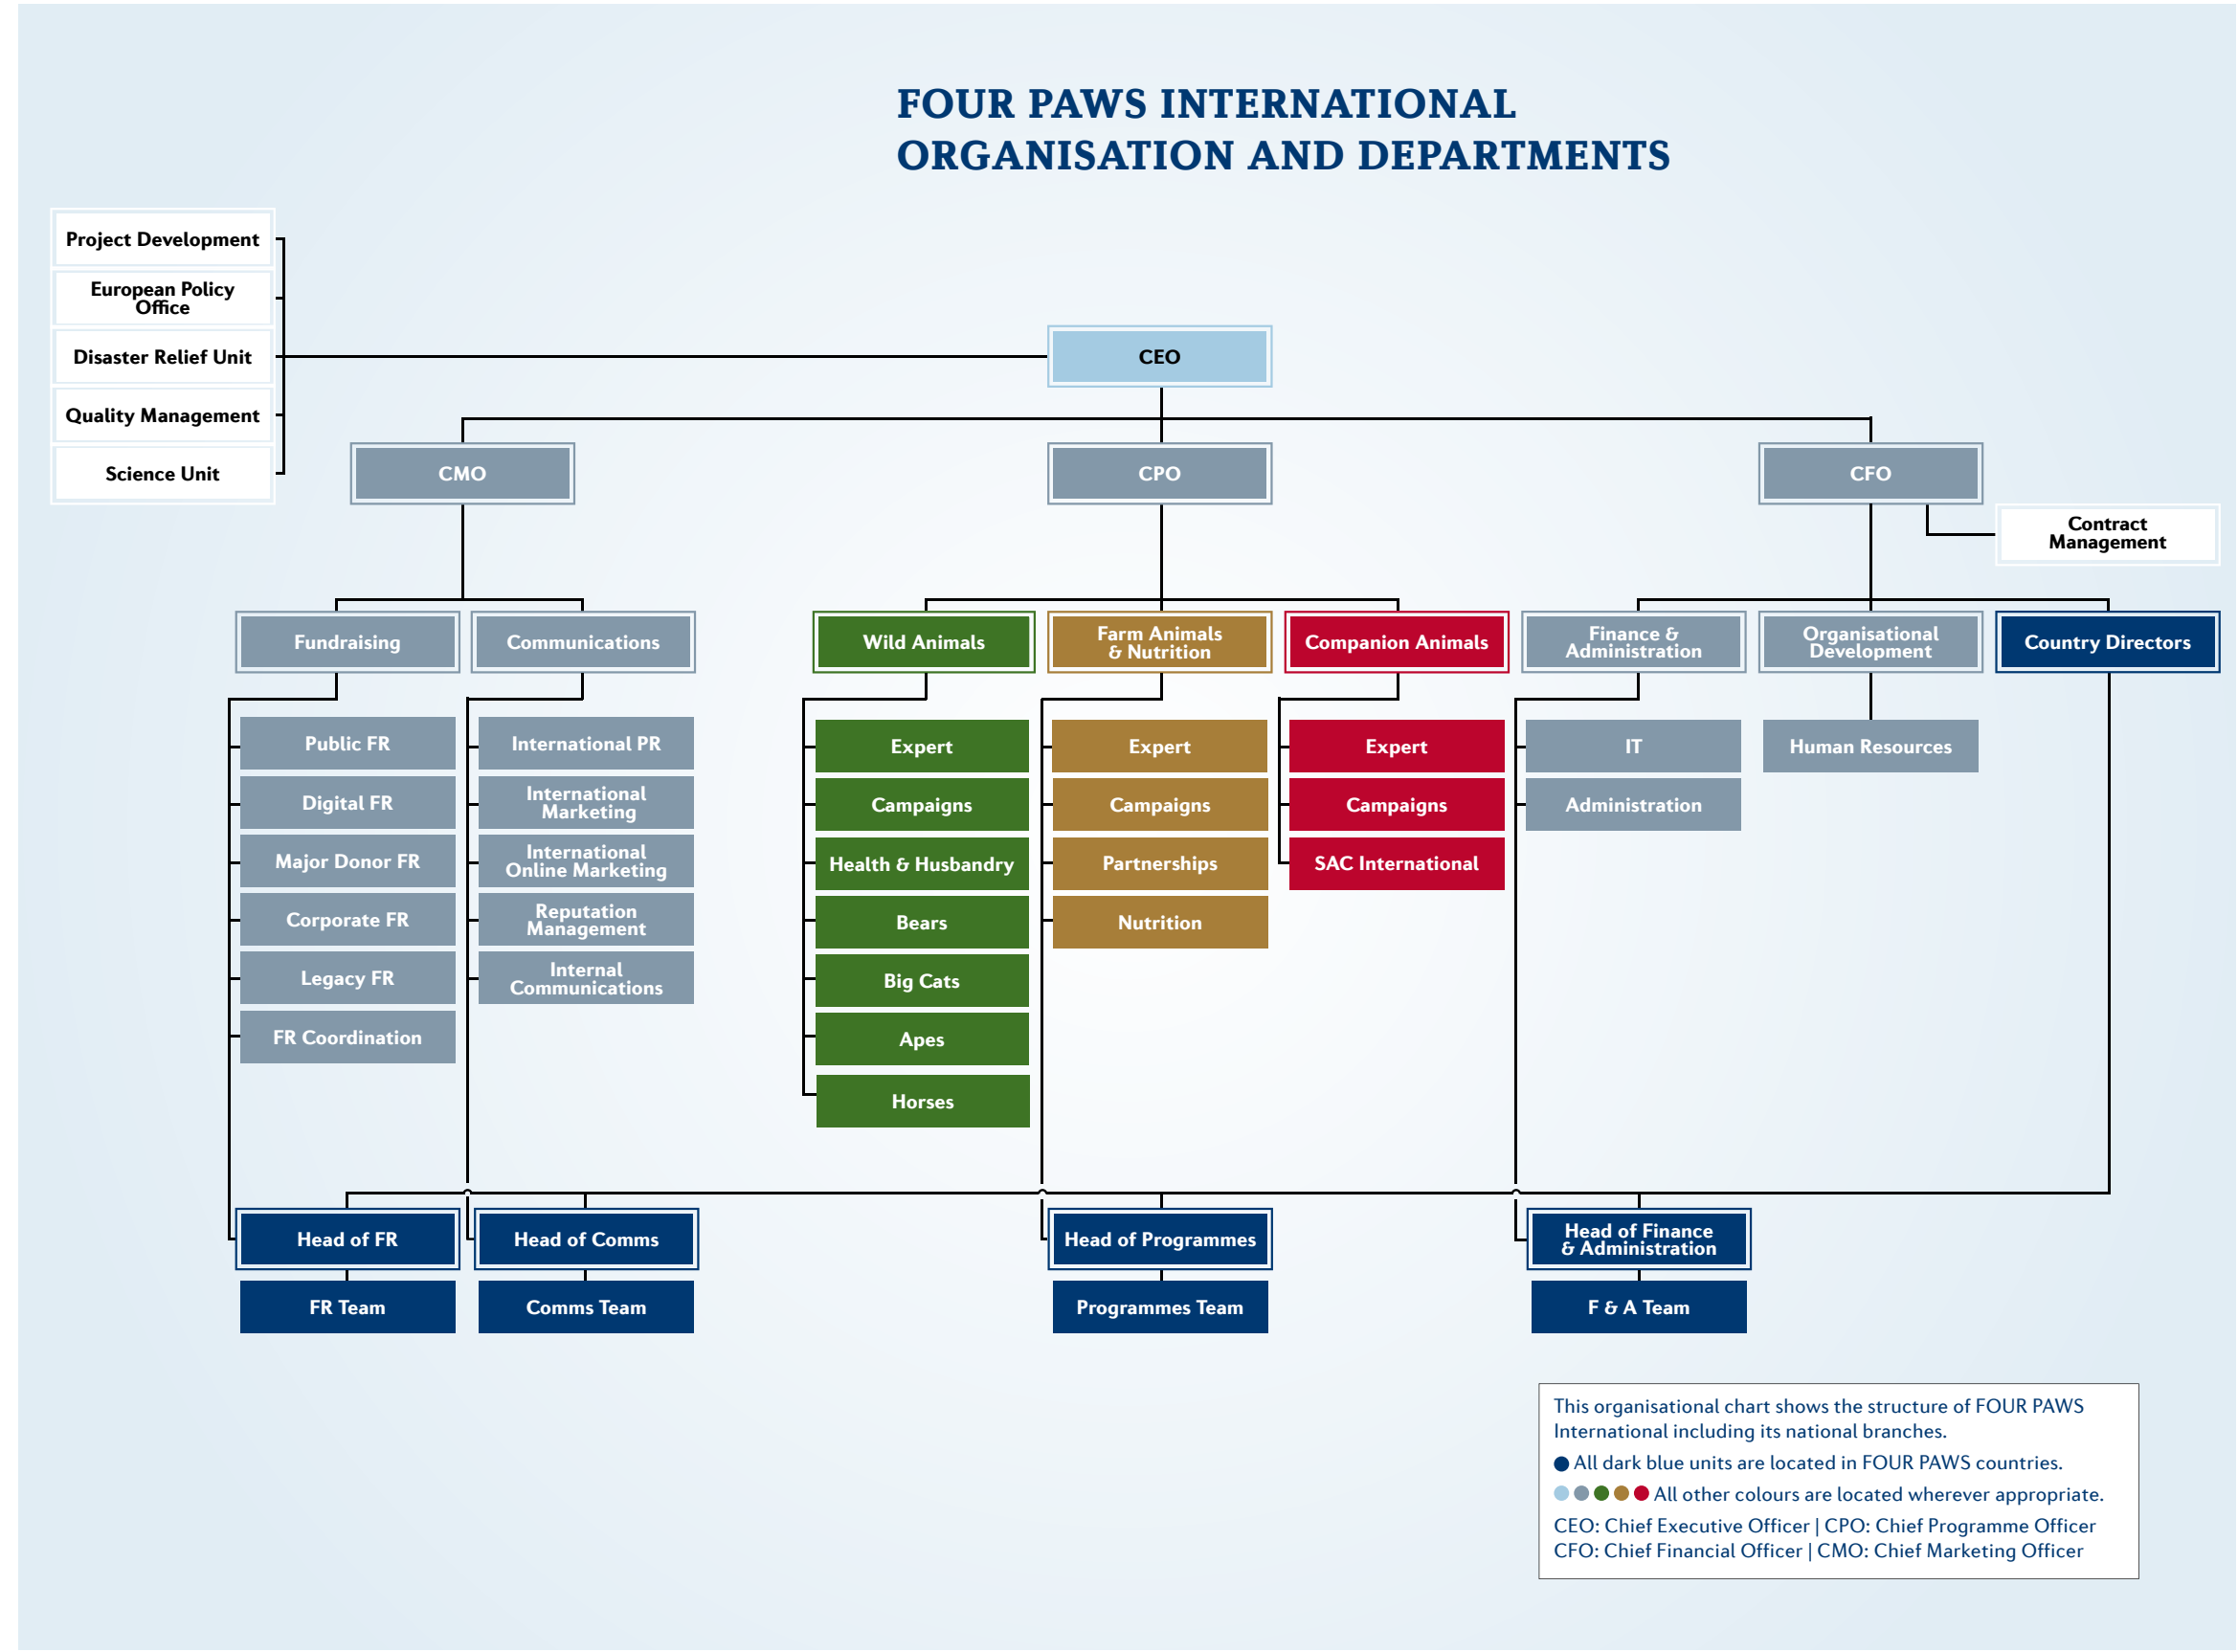 FOUR PAWS INTERNATIONAL
ORGANISATION AND DEPARTMENTS
Project Development
European Policy
Office
Disaster Relief Unit
Quality Management
Science Unit
CEO
CMO
CPO
CFO
Contract
Management
Fundraising
Communications
Wild Animals
Farm Animals
& Nutrition
Companion Animals
Finance &
Administration
Organisational
Development
Country Directors
Public FR
Digital FR
Major Donor FR
Corporate FR
Legacy FR
FR Coordination
International PR
International
Marketing
International
Online Marketing
Reputation
Management
Internal
Communications
Expert
Campaigns
Health & Husbandry
Bears
Big Cats
Apes
Horses
Expert
Campaigns
Partnerships
Nutrition
Expert
Campaigns
SAC International
IT
Administration
Human Resources
Head of FR
Head of Comms
Head of Programmes
Head of Finance
& Administration
FR Team
Comms Team
Programmes Team
F & A Team
This organisational chart shows the structure of FOUR PAWS
International including its national branches.
All dark blue units are located in FOUR PAWS countries.
All other colours are located wherever appropriate.
CEO: Chief Executive Officer | CPO: Chief Programme Officer
CFO: Chief Financial Officer | CMO: Chief Marketing Officer